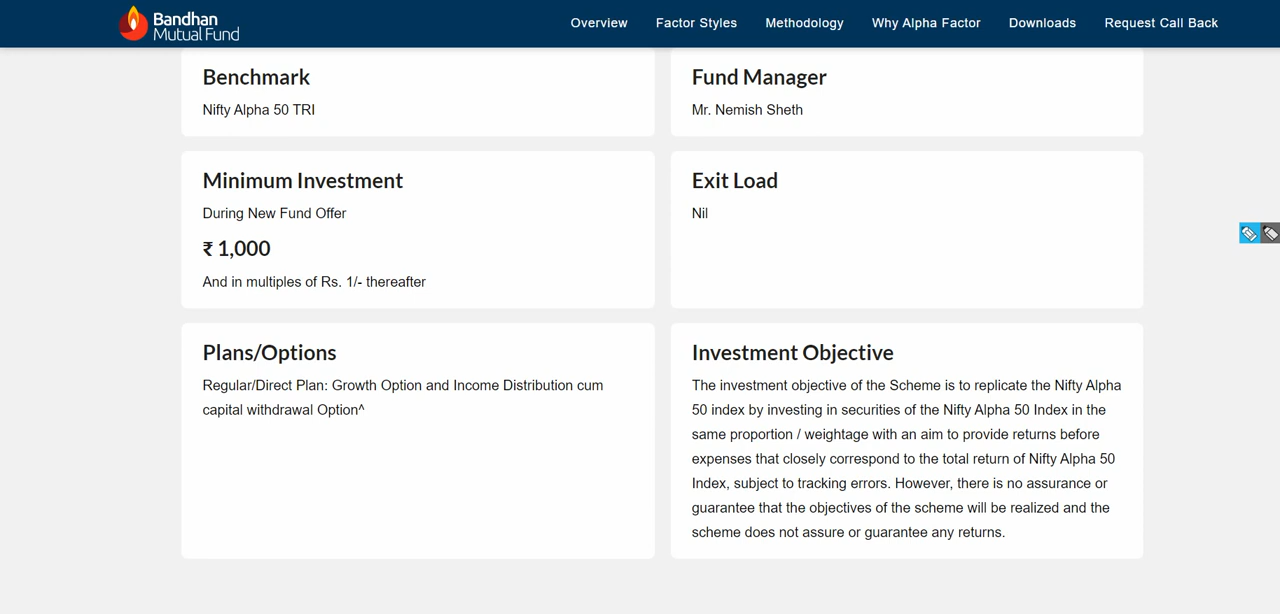 Bandhan
Mutual Fund
Overview
Factor Styles
Methodology
Why Alpha Factor
Downloads
Request Call Back
Benchmark
Nifty Alpha 50 TRI
Fund Manager
Mr. Nemish Sheth
Minimum Investment
During New Fund Offer
₹ 1,000
And in multiples of Rs. 1/- thereafter
Exit Load
Nil
Plans/Options
Regular/Direct Plan: Growth Option and Income Distribution cum
capital withdrawal Option^
Investment Objective
The investment objective of the Scheme is to replicate the Nifty Alpha
50 index by investing in securities of the Nifty Alpha 50 Index in the
same proportion / weightage with an aim to provide returns before
expenses that closely correspond to the total return of Nifty Alpha 50
Index, subject to tracking errors. However, there is no assurance or
guarantee that the objectives of the scheme will be realized and the
scheme does not assure or guarantee any returns.